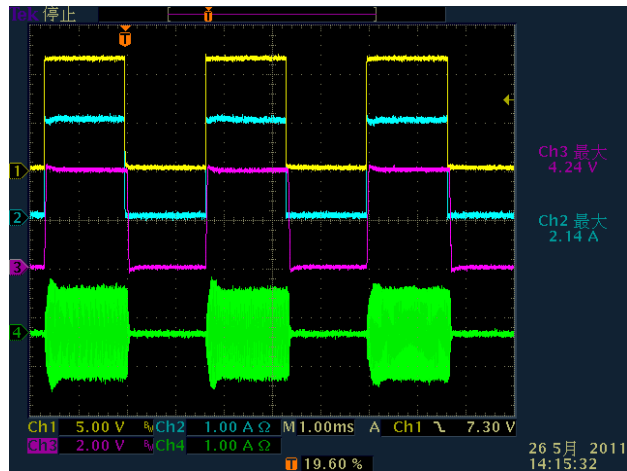 Tek 停止
T
T
1
Ch3 最大
4.24 V
2
Ch2 最大
2.14 A
3
4
Ch1 5.00 V BW Ch2 1.00 A Ω M 1.00ms A Ch1 7.30 V
Ch3 2.00 V BW Ch4 1.00 A Ω
T 19.60 %
26 5月 2011
14:15:32